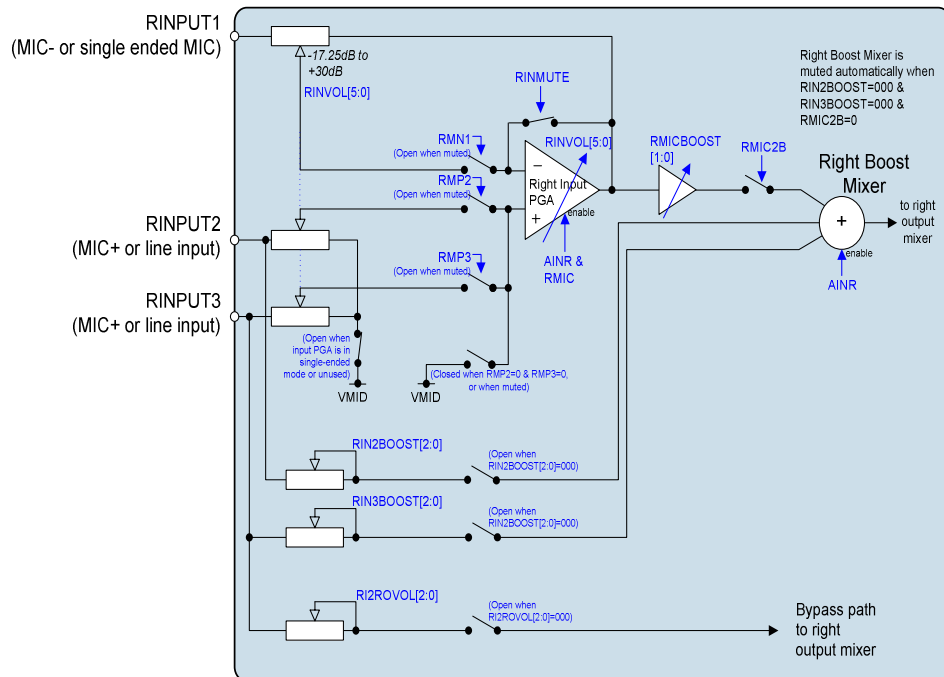 RINPUT1
(MIC- or single ended MIC)
-17.25dB to
+30dB
RINVOL[5:0]
RINMUTE
Right Boost Mixer is
muted automatically when
RIN2BOOST=000 &
RIN3BOOST=000 &
RMIC2B=0
RMN1
(Open when muted)
RINVOL[5:0]
RMICBOOST
[1:0]
RMIC2B
Right Boost
Mixer
RMP2
(Open when muted)
−
Right Input
PGA
+
enable
to right
output
mixer
+
enable
RINPUT2
(MIC+ or line input)
AINR &
RMIC
AINR
RMP3
(Open when muted)
RINPUT3
(MIC+ or line input)
(Open when
input PGA is in
single-ended
mode or unused)
VMID
(Closed when RMP2=0 & RMP3=0,
or when muted)
VMID
RIN2BOOST[2:0]
(Open when
RIN2BOOST[2:0]=000)
RIN3BOOST[2:0]
(Open when
RIN2BOOST[2:0]=000)
RI2ROVOL[2:0]
(Open when
RI2ROVOL[2:0]=000)
Bypass path
to right
output mixer